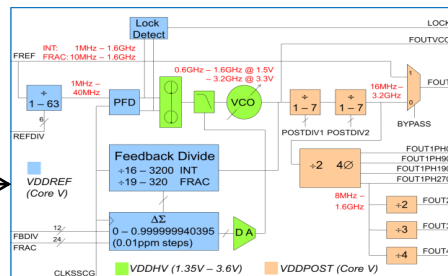 Lock
Detect
LOCK
FOUTVCO
FREF
INT: 1MHz – 1.6GHz
FRAC: 10MHz – 1.6GHz
0.6GHz – 1.6GHz @ 1.5V
– 3.2GHz @ 3.3V
÷
1 – 63
1MHz –
40MHz
PFD
VCO
÷
1 – 7
÷
1 – 7
16MHz–
3.2GHz
1
0
FOUT
BYPASS
6
REFDIV
POSTDIV1
POSTDIV2
VDDREF
(Core V)
Feedback Divide
÷16 – 3200 INT
÷19 – 320 FRAC
÷2 4Ø
FOUT1PH0
FOUT1PH90
FOUT1PH190
FOUT1PH270
8MHz –
1.6GHz
÷2
FOUT2
÷3
FOUT3
÷4
FOUT4
ΔΣ
0 – 0.999999940395
(0.01ppm steps)
D A
FBDIV
12
FRAC
24
CLKSSCG
VDDHV (1.35V – 3.6V)
VDDPOST (Core V)